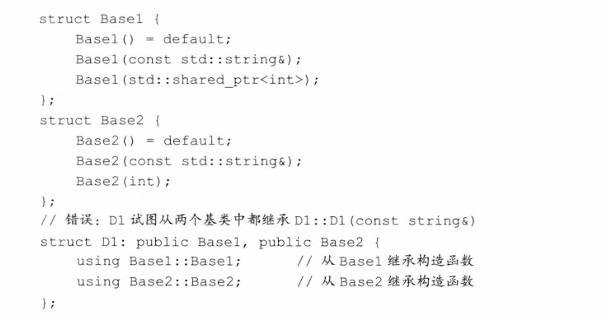 struct Base1 {
    Base1() = default;
    Base1(const std::string&);
    Base1(std::shared_ptr<int>);
};
struct Base2 {
    Base2() = default;
    Base2(const std::string&);
    Base2(int);
};
// 错误: D1 试图从两个基类中都继承 D1::D1(const string&)
struct D1: public Base1, public Base2 {
    using Base1::Base1;      // 从 Base1 继承构造函数
    using Base2::Base2;      // 从 Base2 继承构造函数
};